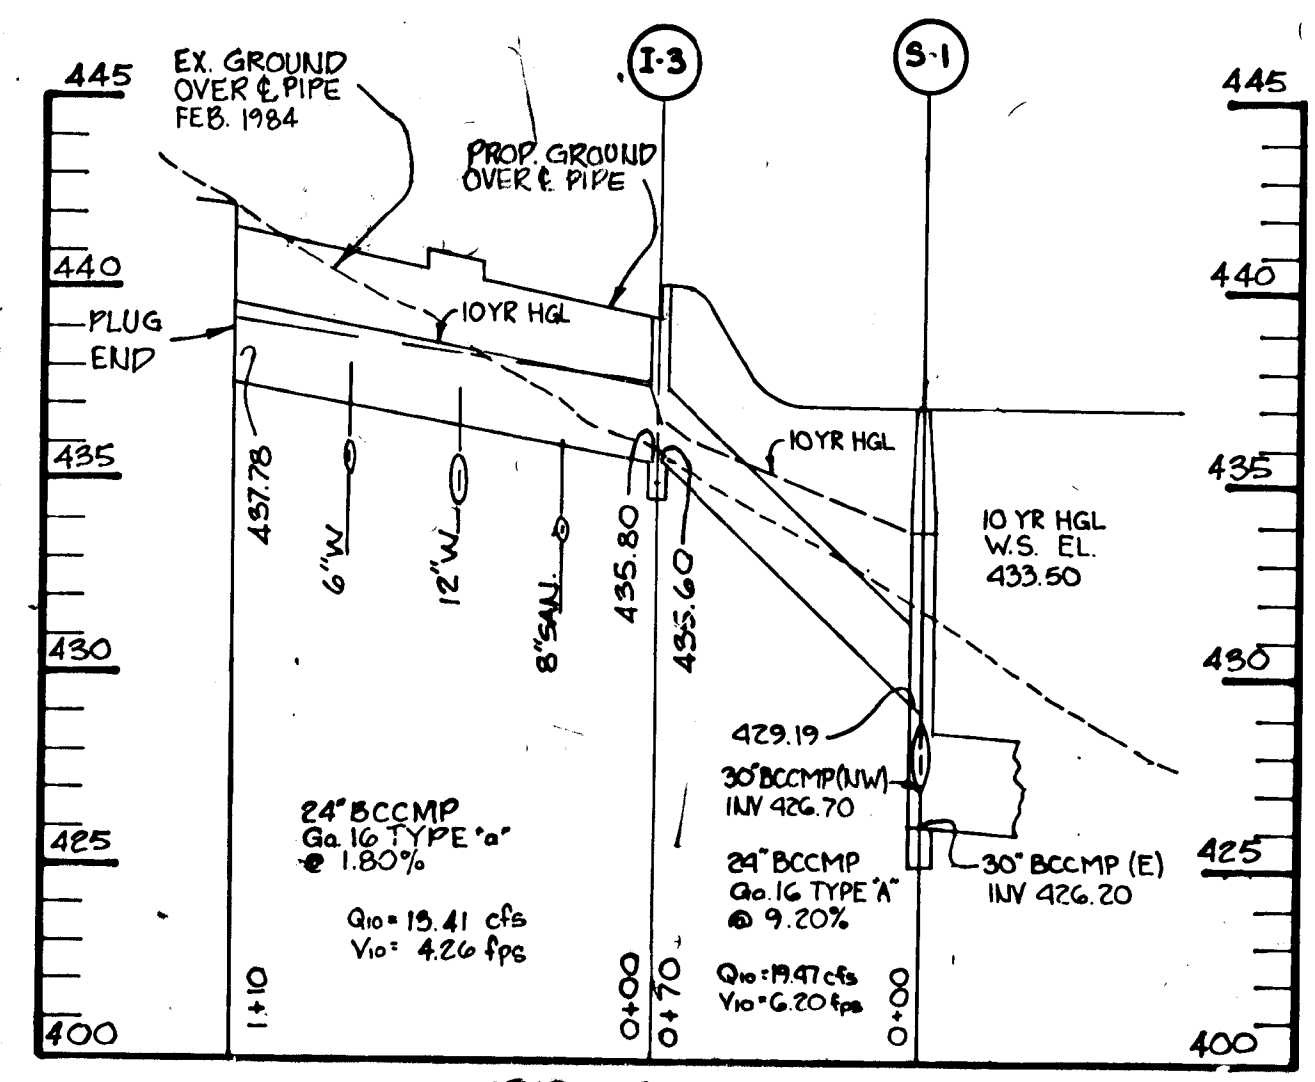 I-3
S-1
445
EX. GROUND
OVER ℄ PIPE
FEB. 1984
PROP. GROUND
OVER ℄ PIPE
445
440
440
PLUG
END
10YR HGL
10YR HGL
435
435
437.78
6"W
12"W
8"SAN.
435.80
435.60
10 YR HGL
W.S. EL.
433.50
430
430
429.19
30"BCCMP(NW)
INV 426.70
24" BCCMP
Ga. 16 TYPE "a"
@ 1.80%
Q10 = 13.41 cfs
V10 = 4.26 fps
425
425
24" BCCMP
Ga. 16 TYPE "A"
@ 9.20%
Q10 = 19.47 cfs
V10 = 6.20 fps
30" BCCMP (E)
INV 426.20
1+10
0+00
0+70
0+00
400
400